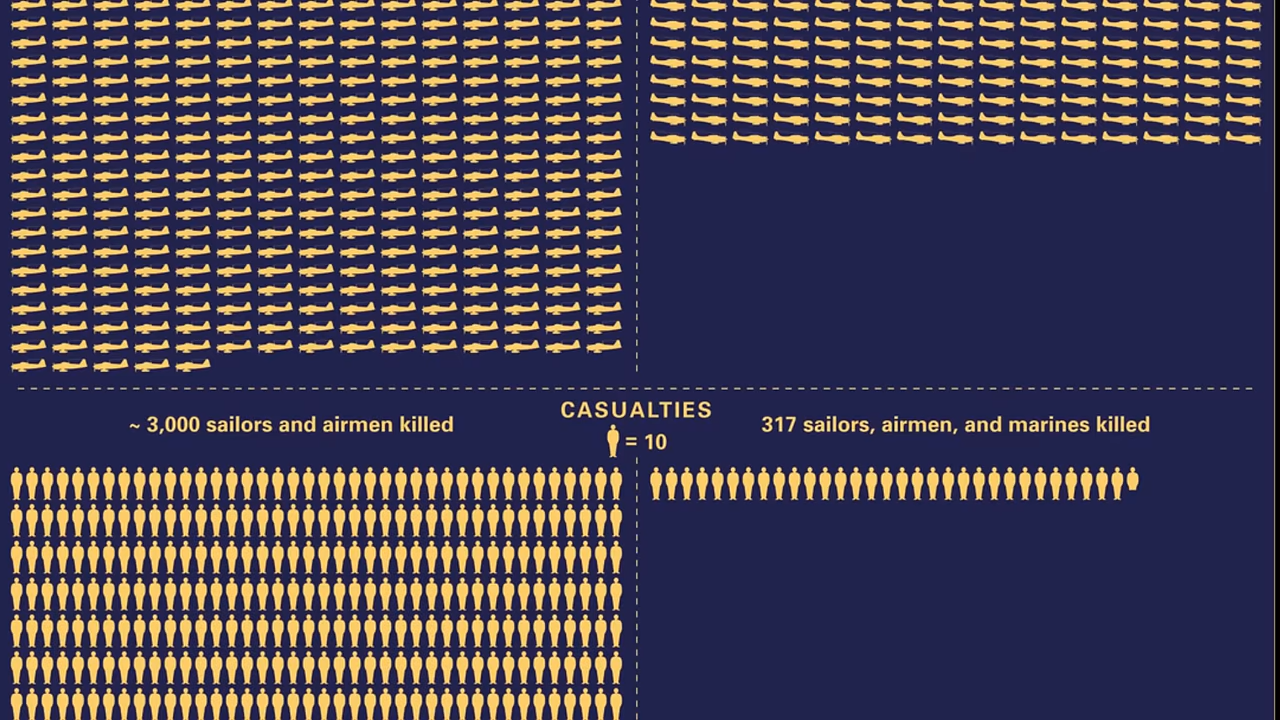 CASUALTIES
= 10
~ 3,000 sailors and airmen killed
317 sailors, airmen, and marines killed